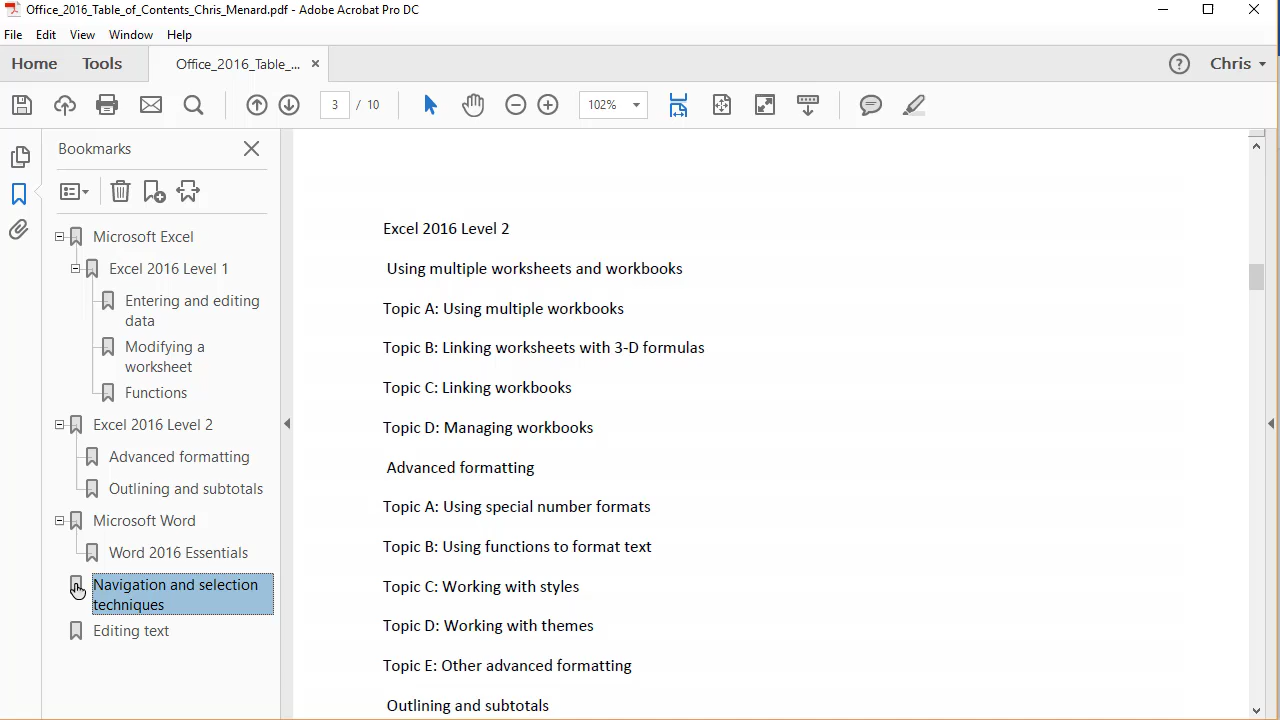 Office_2016_Table_of_Contents_Chris_Menard.pdf - Adobe Acrobat Pro DC
File Edit View Window Help
Home Tools Office_2016_Table_... × Chris
3 / 10 102%
Bookmarks
Microsoft Excel
Excel 2016 Level 1
Entering and editing
data
Modifying a
worksheet
Functions
Excel 2016 Level 2
Advanced formatting
Outlining and subtotals
Microsoft Word
Word 2016 Essentials
Navigation and selection
techniques
Editing text
Excel 2016 Level 2
Using multiple worksheets and workbooks
Topic A: Using multiple workbooks
Topic B: Linking worksheets with 3-D formulas
Topic C: Linking workbooks
Topic D: Managing workbooks
Advanced formatting
Topic A: Using special number formats
Topic B: Using functions to format text
Topic C: Working with styles
Topic D: Working with themes
Topic E: Other advanced formatting
Outlining and subtotals